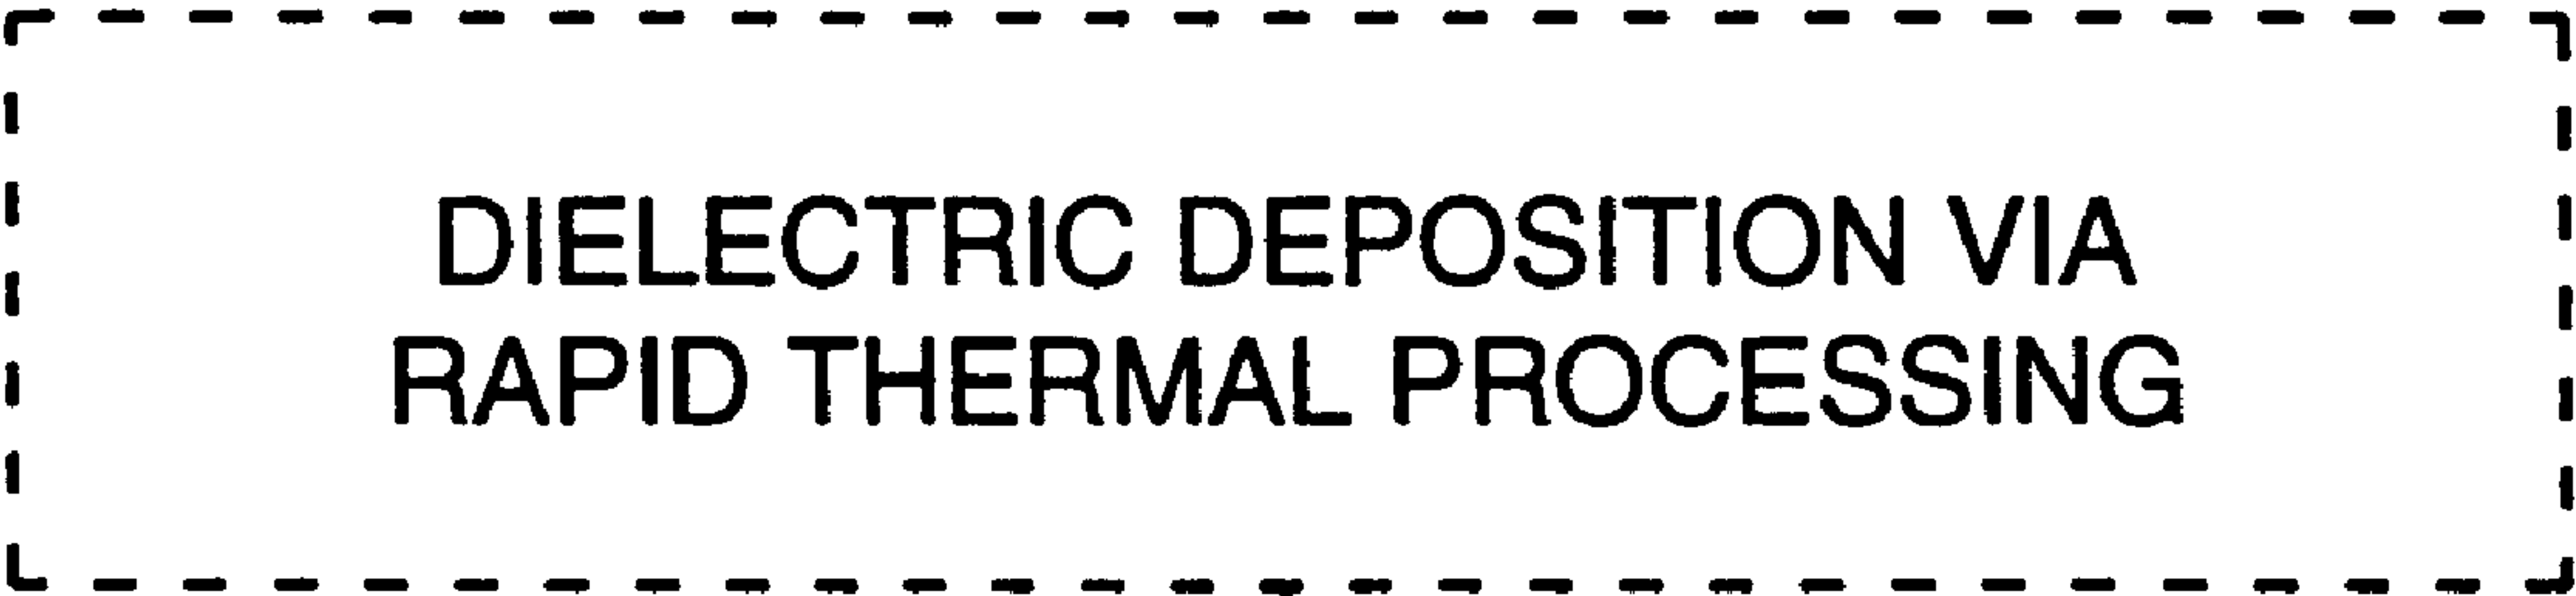 DIELECTRIC DEPOSITION VIA
RAPID THERMAL PROCESSING